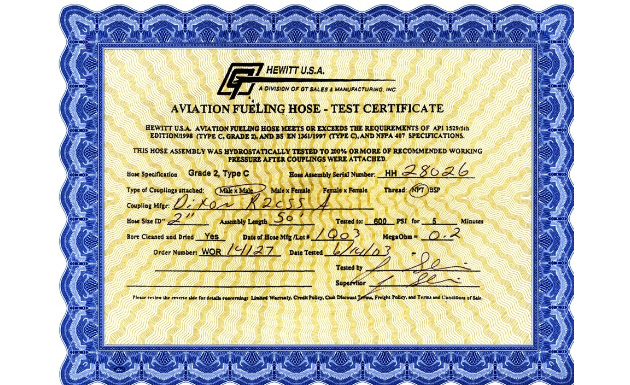 HEWITT U.S.A.
A DIVISION OF GT SALES & MANUFACTURING, INC
AVIATION FUELING HOSE - TEST CERTIFICATE
HEWITT U.S.A. AVIATION FUELING HOSE MEETS OR EXCEEDS THE REQUIREMENTS OF API 1529/5th
EDITION/1998 (TYPE C, GRADE 2), AND BS EN 1361/1997 (TYPE C), AND NFPA 407 SPECIFICATIONS.
THIS HOSE ASSEMBLY WAS HYDROSTATICALLY TESTED TO 200% OR MORE OF RECOMMENDED WORKING
PRESSURE AFTER COUPLINGS WERE ATTACHED.
Hose Specification Grade 2, Type C Hose Assembly Serial Number: HH 28026
Type of Couplings attached: Male x Male Male x Female Female x Female Thread: NPT BSP
Coupling Mfgr: Dixon
Hose Size ID" 2" Assembly Length 50' Tested to: 600 PSI for 5 Minutes
Bore Cleaned and Dried Yes Date of Hose Mfg /Lot # 1Q03 MegaOhm = 0.2
Order Number: WOR 14127 Date Tested 6/14/03
Tested by
Supervisor
Please review the reverse side for details concerning: Limited Warranty, Credit Policy, Cash Discount Terms, Freight Policy, and Terms and Conditions of Sale.